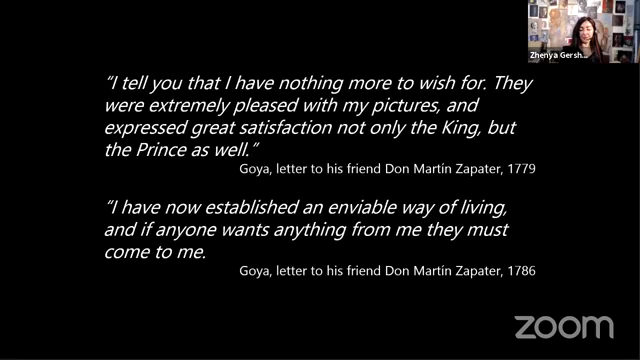 Zhenya Gersh...
“I tell you that I have nothing more to wish for. They
were extremely pleased with my pictures, and
expressed great satisfaction not only the King, but
the Prince as well.”
Goya, letter to his friend Don Martín Zapater, 1779
“I have now established an enviable way of living,
and if anyone wants anything from me they must
come to me.
Goya, letter to his friend Don Martín Zapater, 1786
zoom